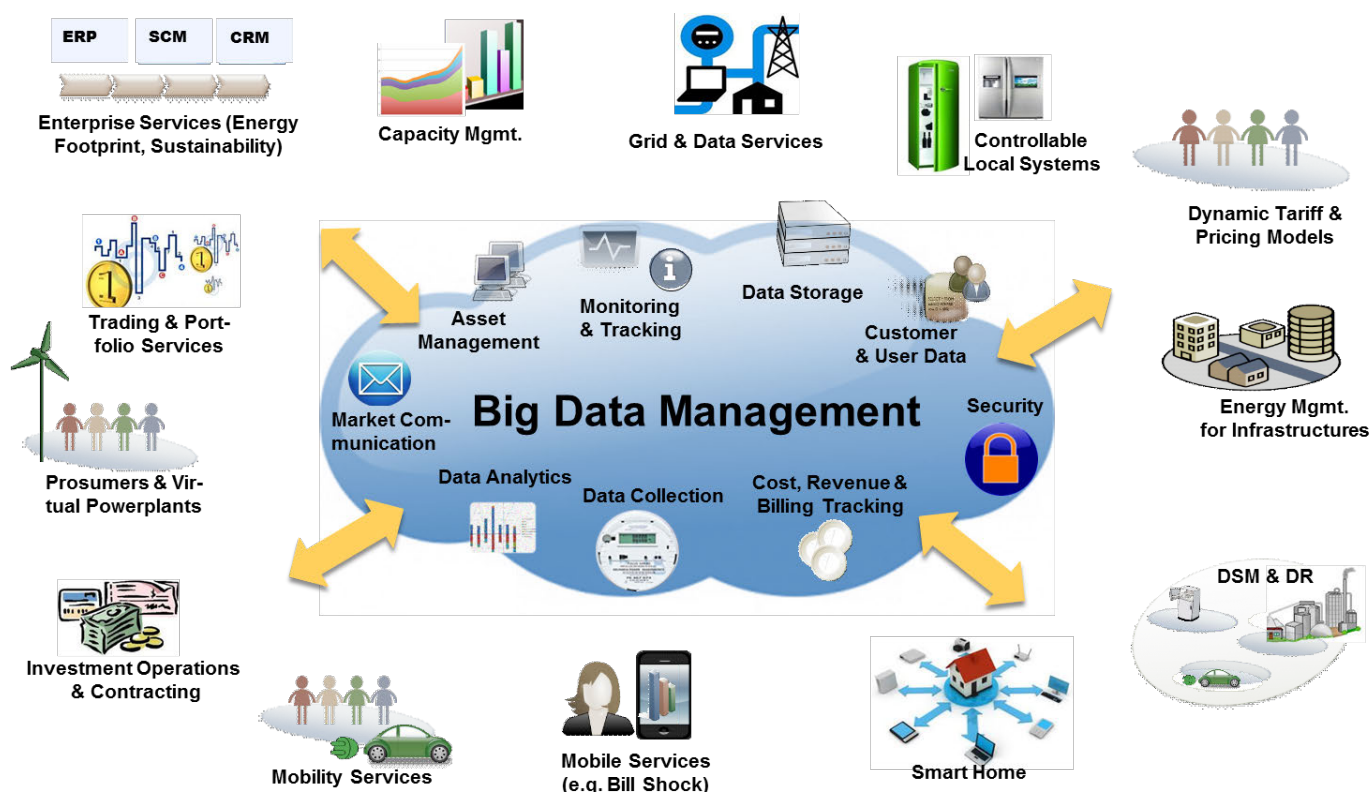 ERP
SCM
CRM
Enterprise Services (Energy
Footprint, Sustainability)
Capacity Mgmt.
Grid & Data Services
Controllable
Local Systems
Dynamic Tariff &
Pricing Models
Trading & Port-
folio Services
Asset
Management
Monitoring
& Tracking
Data Storage
Customer
& User Data
Energy Mgmt.
for Infrastructures
Prosumers & Vir-
tual Powerplants
Market Com-
munication
Big Data Management
Security
Data Analytics
Data Collection
Cost, Revenue &
Billing Tracking
DSM & DR
Investment Operations
& Contracting
Mobility Services
Mobile Services
(e.g. Bill Shock)
Smart Home